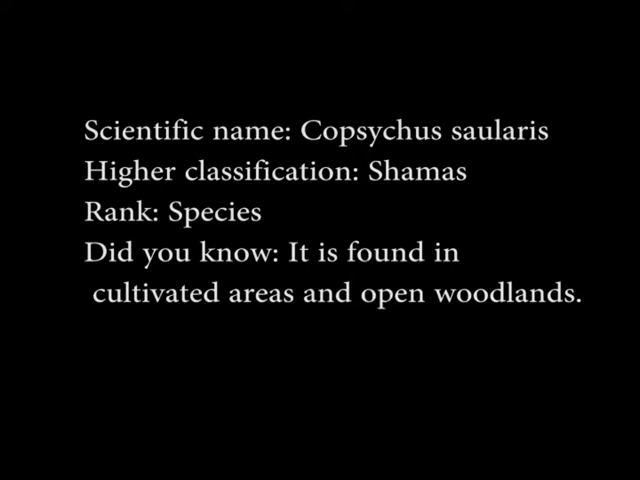 Scientific name: Copsychus saularis
Higher classification: Shamas
Rank: Species
Did you know: It is found in
cultivated areas and open woodlands.